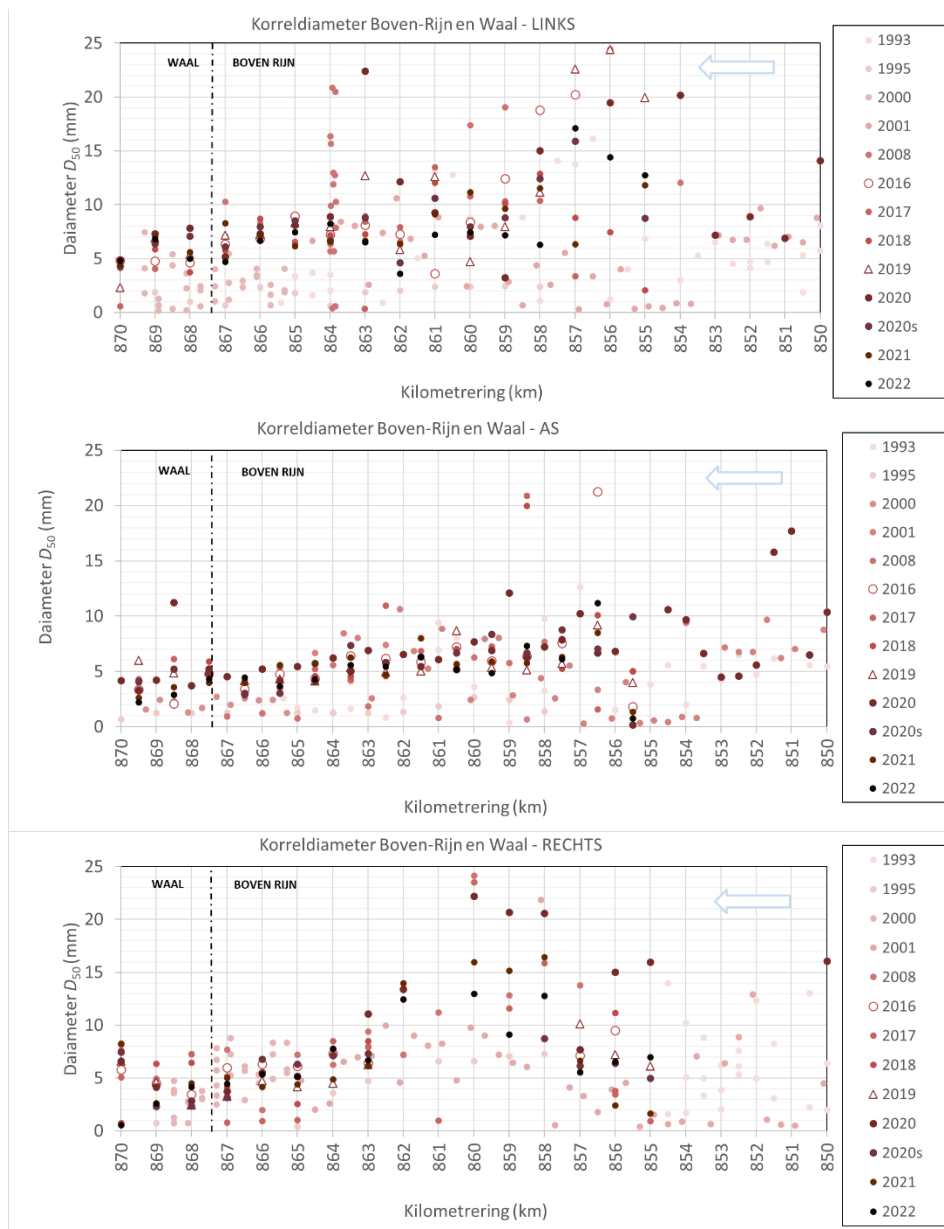 Korreldiameter Boven-Rijn en Waal - LINKS
25
20
15
10
5
0
Daiameter D50 (mm)
WAAL
BOVEN RIJN
870 869 868 867 866 865 864 863 862 861 860 859 858 857 856 855 854 853 852 851 850
Kilometrering (km)
1993
1995
2000
2001
2008
2016
2017
2018
2019
2020
2020s
2021
2022
Korreldiameter Boven-Rijn en Waal - AS
25
20
15
10
5
0
Daiameter D50 (mm)
WAAL
BOVEN RIJN
870 869 868 867 866 865 864 863 862 861 860 859 858 857 856 855 854 853 852 851 850
Kilometrering (km)
1993
1995
2000
2001
2008
2016
2017
2018
2019
2020
2020s
2021
2022
Korreldiameter Boven-Rijn en Waal - RECHTS
25
20
15
10
5
0
Daiameter D50 (mm)
WAAL
BOVEN RIJN
870 869 868 867 866 865 864 863 862 861 860 859 858 857 856 855 854 853 852 851 850
Kilometrering (km)
1993
1995
2000
2001
2008
2016
2017
2018
2019
2020
2020s
2021
2022